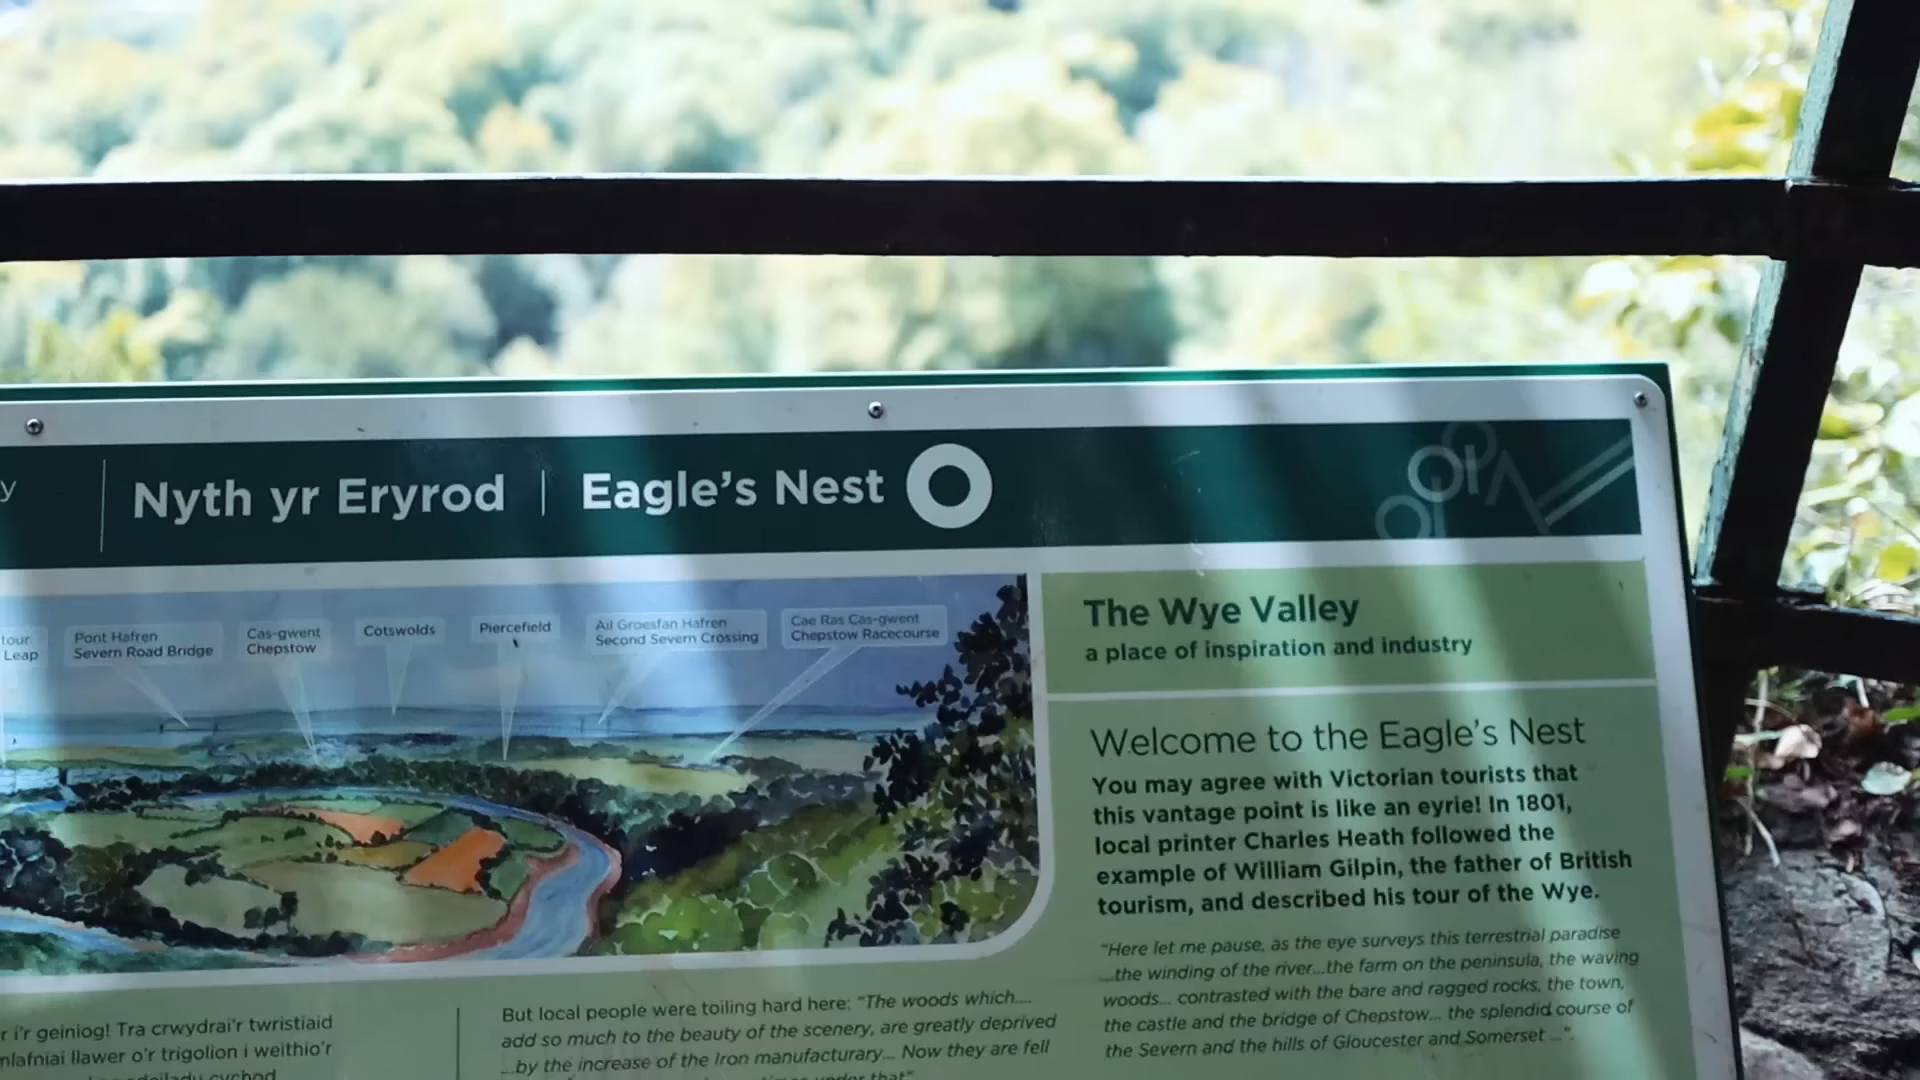 y
Nyth yr Eryrod | Eagle's Nest
tour
Leap
Pont Hafren
Severn Road Bridge
Cas-gwent
Chepstow
Cotswolds
Piercefield
Ail Groesfan Hafren
Second Severn Crossing
Cae Ras Cas-gwent
Chepstow Racecourse
The Wye Valley
a place of inspiration and industry
Welcome to the Eagle's Nest
You may agree with Victorian tourists that
this vantage point is like an eyrie! In 1801,
local printer Charles Heath followed the
example of William Gilpin, the father of British
tourism, and described his tour of the Wye.
"Here let me pause, as the eye surveys this terrestrial paradise
...the winding of the river...the farm on the peninsula, the waving
woods... contrasted with the bare and ragged rocks, the town,
the castle and the bridge of Chepstow... the splendid course of
the Severn and the hills of Gloucester and Somerset ...".
r i'r geiniog! Tra crwydrai'r twristiaid
llawer o'r trigolion i weithio'r
cychod
But local people were toiling hard here: "The woods which....
add so much to the beauty of the scenery, are greatly deprived
...by the increase of the Iron manufacturary... Now they are fell
under that"